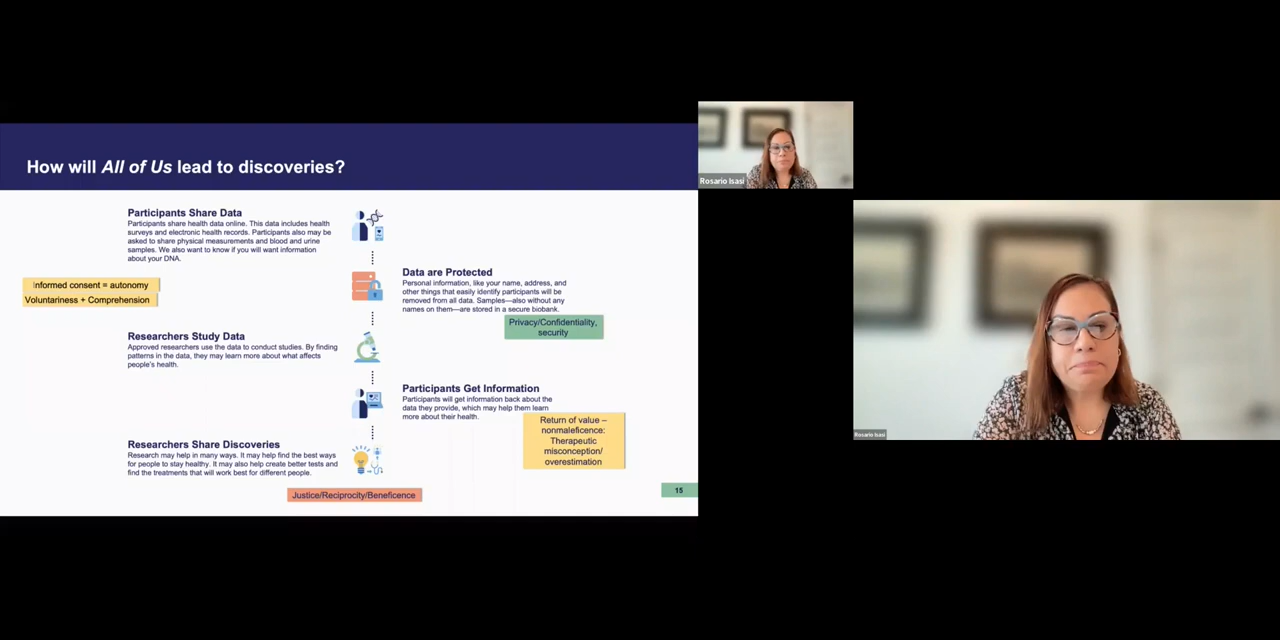 How will All of Us lead to discoveries?
Participants Share Data
Participants share health data online. This data includes health
surveys and electronic health records. Participants also may be
asked to share physical measurements and blood and urine
samples. We also want to know if you will want information
about your DNA.
Informed consent = autonomy
Voluntariness + Comprehension
Data are Protected
Personal information, like your name, address, and
other things that easily identify participants will be
removed from all data. Samples—also without any
names on them—are stored in a secure biobank.
Privacy/Confidentiality,
security
Researchers Study Data
Approved researchers use the data to conduct studies. By finding
patterns in the data, they may learn more about what affects
people's health.
Participants Get Information
Participants will get information back about the
data they provide, which may help them learn
more about their health.
Return of value –
nonmaleficence:
Therapeutic
misconception/
overestimation
Researchers Share Discoveries
Research may help in many ways. It may help find the best ways
for people to stay healthy. It may also help create better tests and
find the treatments that will work best for different people.
Justice/Reciprocity/Beneficence
15
Rosario Isasi
Rosario Isasi